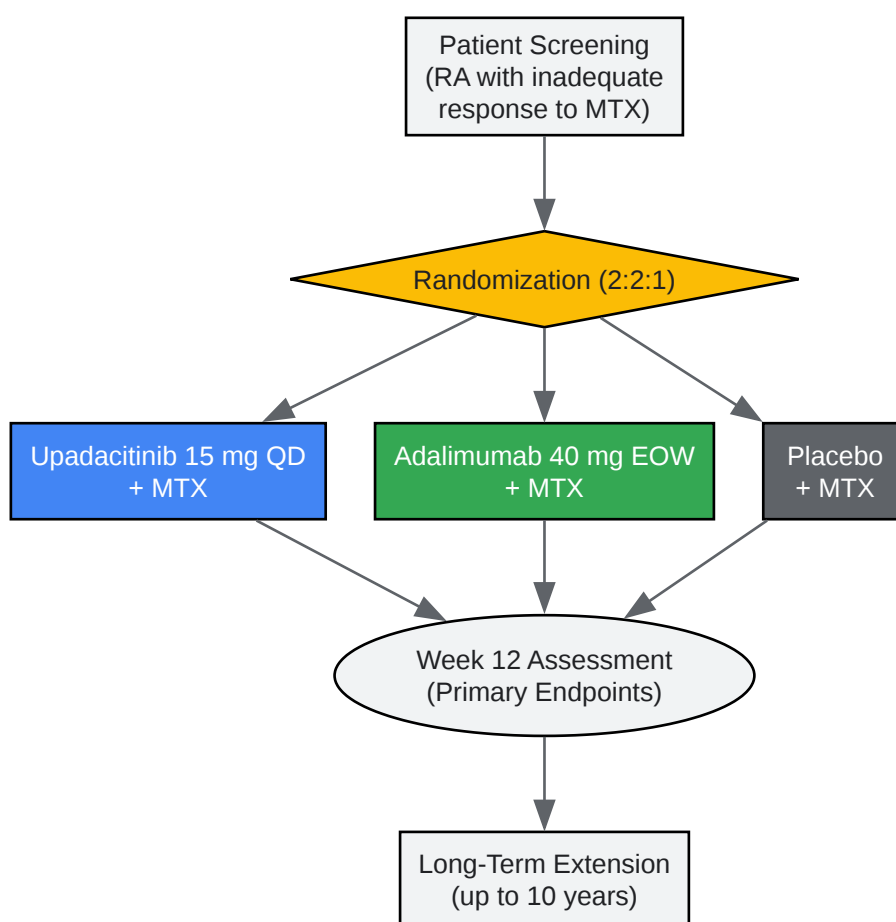 Patient Screening
(RA with inadequate
response to MTX)
Randomization (2:2:1)
Upadacitinib 15 mg QD
+ MTX
Adalimumab 40 mg EOW
+ MTX
Placebo
+ MTX
Week 12 Assessment
(Primary Endpoints)
Long-Term Extension
(up to 10 years)